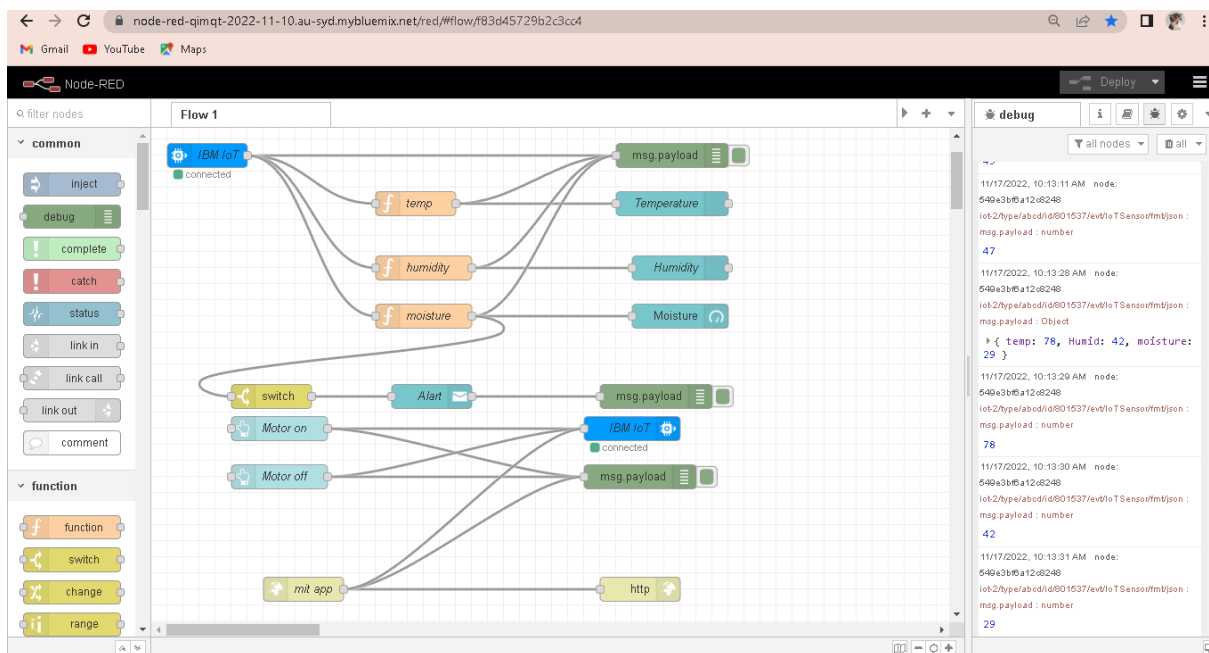 node-red-qimqt-2022-11-10.au-syd.mybluemix.net/red/#flow/f83d45729b2c3cc4
Gmail YouTube Maps
Node-RED
Deploy
filter nodes
common
inject
debug
complete
catch
status
link in
link call
link out
comment
function
function
switch
change
range
Flow 1
IBM IoT
connected
msg.payload
temp
Temperature
humidity
Humidity
moisture
Moisture
switch
Alart
msg.payload
Motor on
IBM IoT
connected
Motor off
msg.payload
mit app
http
debug
i
all nodes
all
11/17/2022, 10:13:11 AM node:
549e3bf6a12c8248
iot-2/type/abcd/id/801537/evt/IoTSensor/fmt/json :
msg.payload : number
47
11/17/2022, 10:13:28 AM node:
549e3bf6a12c8248
iot-2/type/abcd/id/801537/evt/IoTSensor/fmt/json :
msg.payload : Object
{ temp: 78, Humid: 42, moisture:
29 }
11/17/2022, 10:13:29 AM node:
549e3bf6a12c8248
iot-2/type/abcd/id/801537/evt/IoTSensor/fmt/json :
msg.payload : number
78
11/17/2022, 10:13:30 AM node:
549e3bf6a12c8248
iot-2/type/abcd/id/801537/evt/IoTSensor/fmt/json :
msg.payload : number
42
11/17/2022, 10:13:31 AM node:
549e3bf6a12c8248
iot-2/type/abcd/id/801537/evt/IoTSensor/fmt/json :
msg.payload : number
29